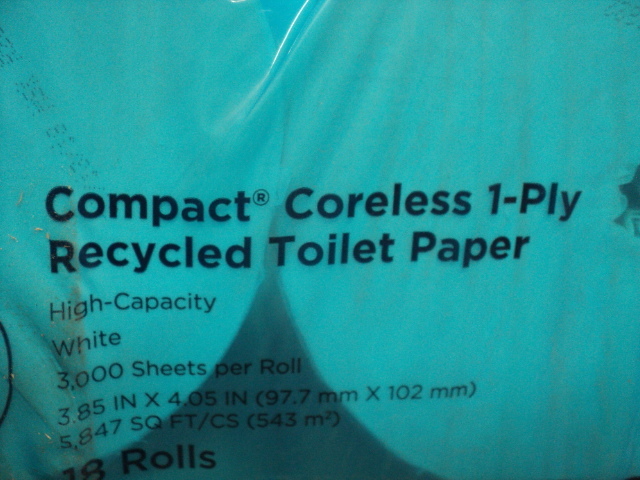 Compact® Coreless 1-Ply
Recycled Toilet Paper
High-Capacity
White
3,000 Sheets per Roll
3.85 IN X 4.05 IN (97.7 mm X 102 mm)
5,847 SQ FT/CS (543 m²)
18 Rolls